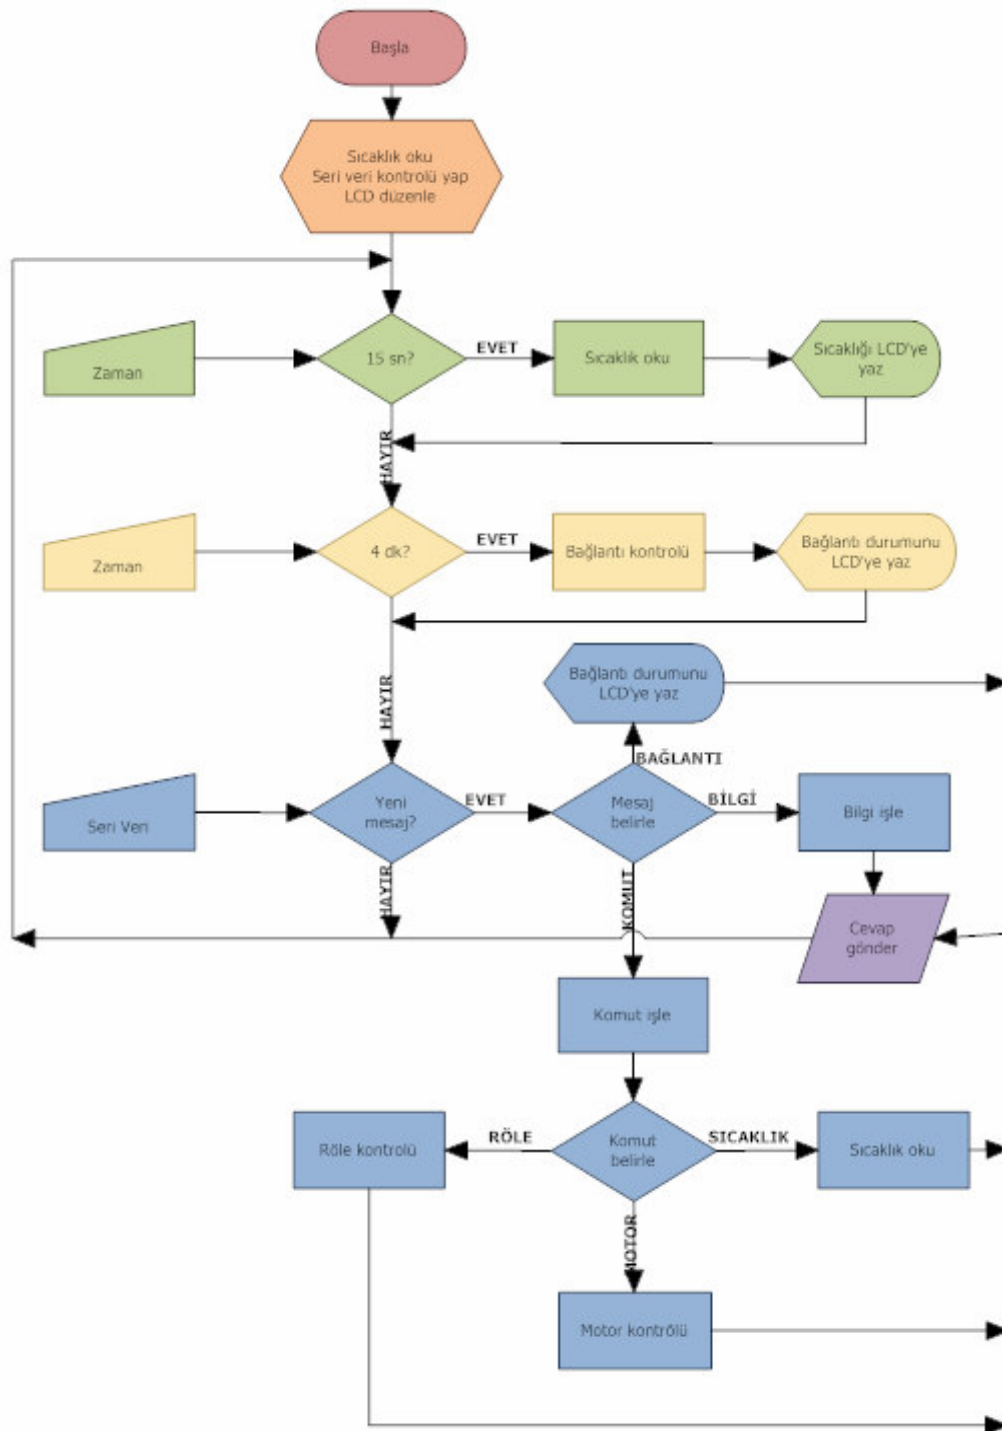 Başla
Sıcaklık oku
Seri veri kontrolü yap
LCD düzenle
Zaman
15 sn?
EVET
Sıcaklık oku
Sıcaklığı LCD'ye
yaz
HAYIR
Zaman
4 dk?
EVET
Bağlantı kontrolü
Bağlantı durumunu
LCD'ye yaz
HAYIR
Bağlantı durumunu
LCD'ye yaz
BAĞLANTI
Seri Veri
Yeni
mesaj?
EVET
Mesaj
belirle
BİLGİ
Bilgi işle
HAYIR
KOMUT
Cevap
gönder
Komut işle
Röle kontrolü
RÖLE
Komut
belirle
SICAKLIK
Sıcaklık oku
MOTOR
Motor kontrölü